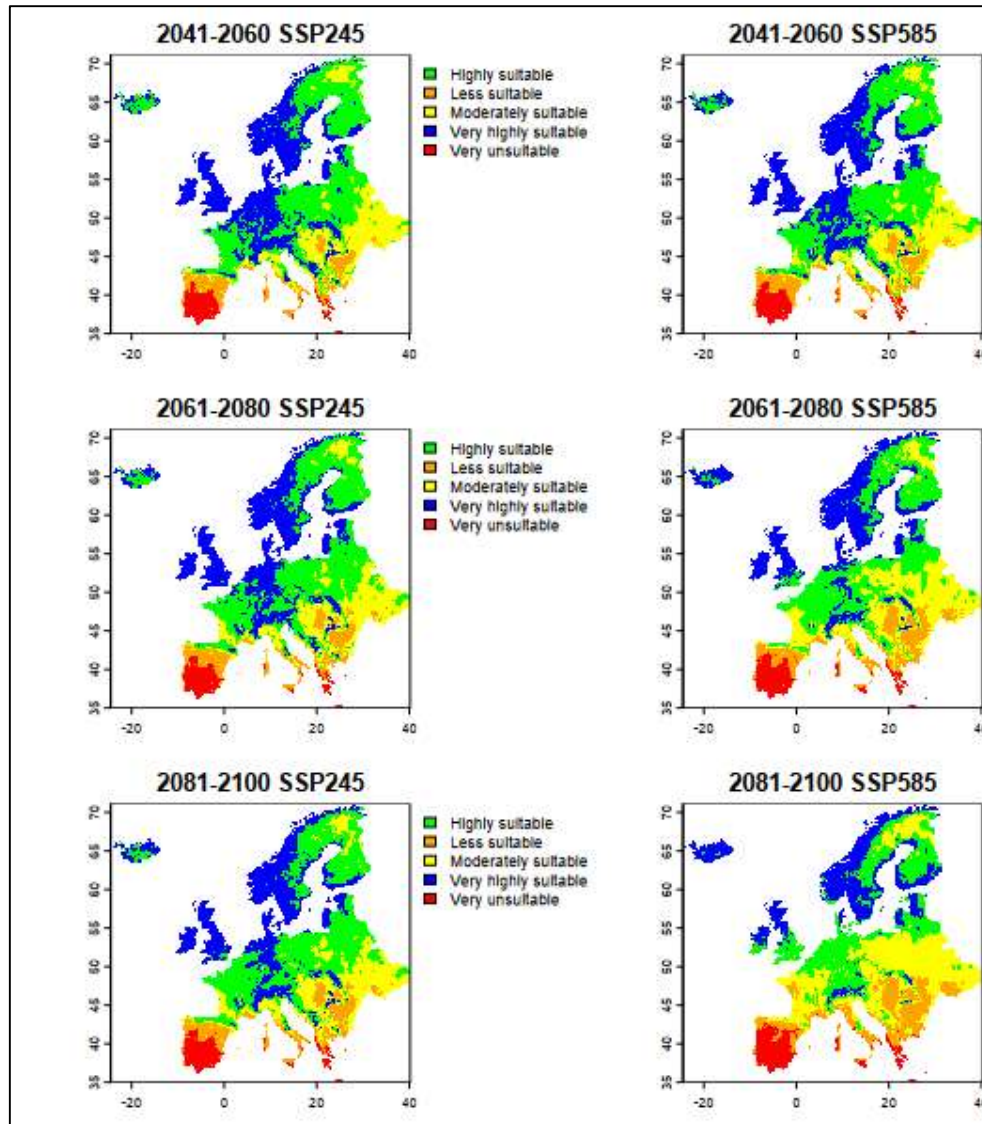 2041-2060 SSP245
70
65
60
55
50
45
40
35
-20 0 20 40
Highly suitable
Less suitable
Moderately suitable
Very highly suitable
Very unsuitable
2041-2060 SSP585
70
65
60
55
50
45
40
35
-20 0 20 40
2061-2080 SSP245
70
65
60
55
50
45
40
35
-20 0 20 40
Highly suitable
Less suitable
Moderately suitable
Very highly suitable
Very unsuitable
2061-2080 SSP585
70
65
60
55
50
45
40
35
-20 0 20 40
2081-2100 SSP245
70
65
60
55
50
45
40
35
-20 0 20 40
Highly suitable
Less suitable
Moderately suitable
Very highly suitable
Very unsuitable
2081-2100 SSP585
70
65
60
55
50
45
40
35
-20 0 20 40